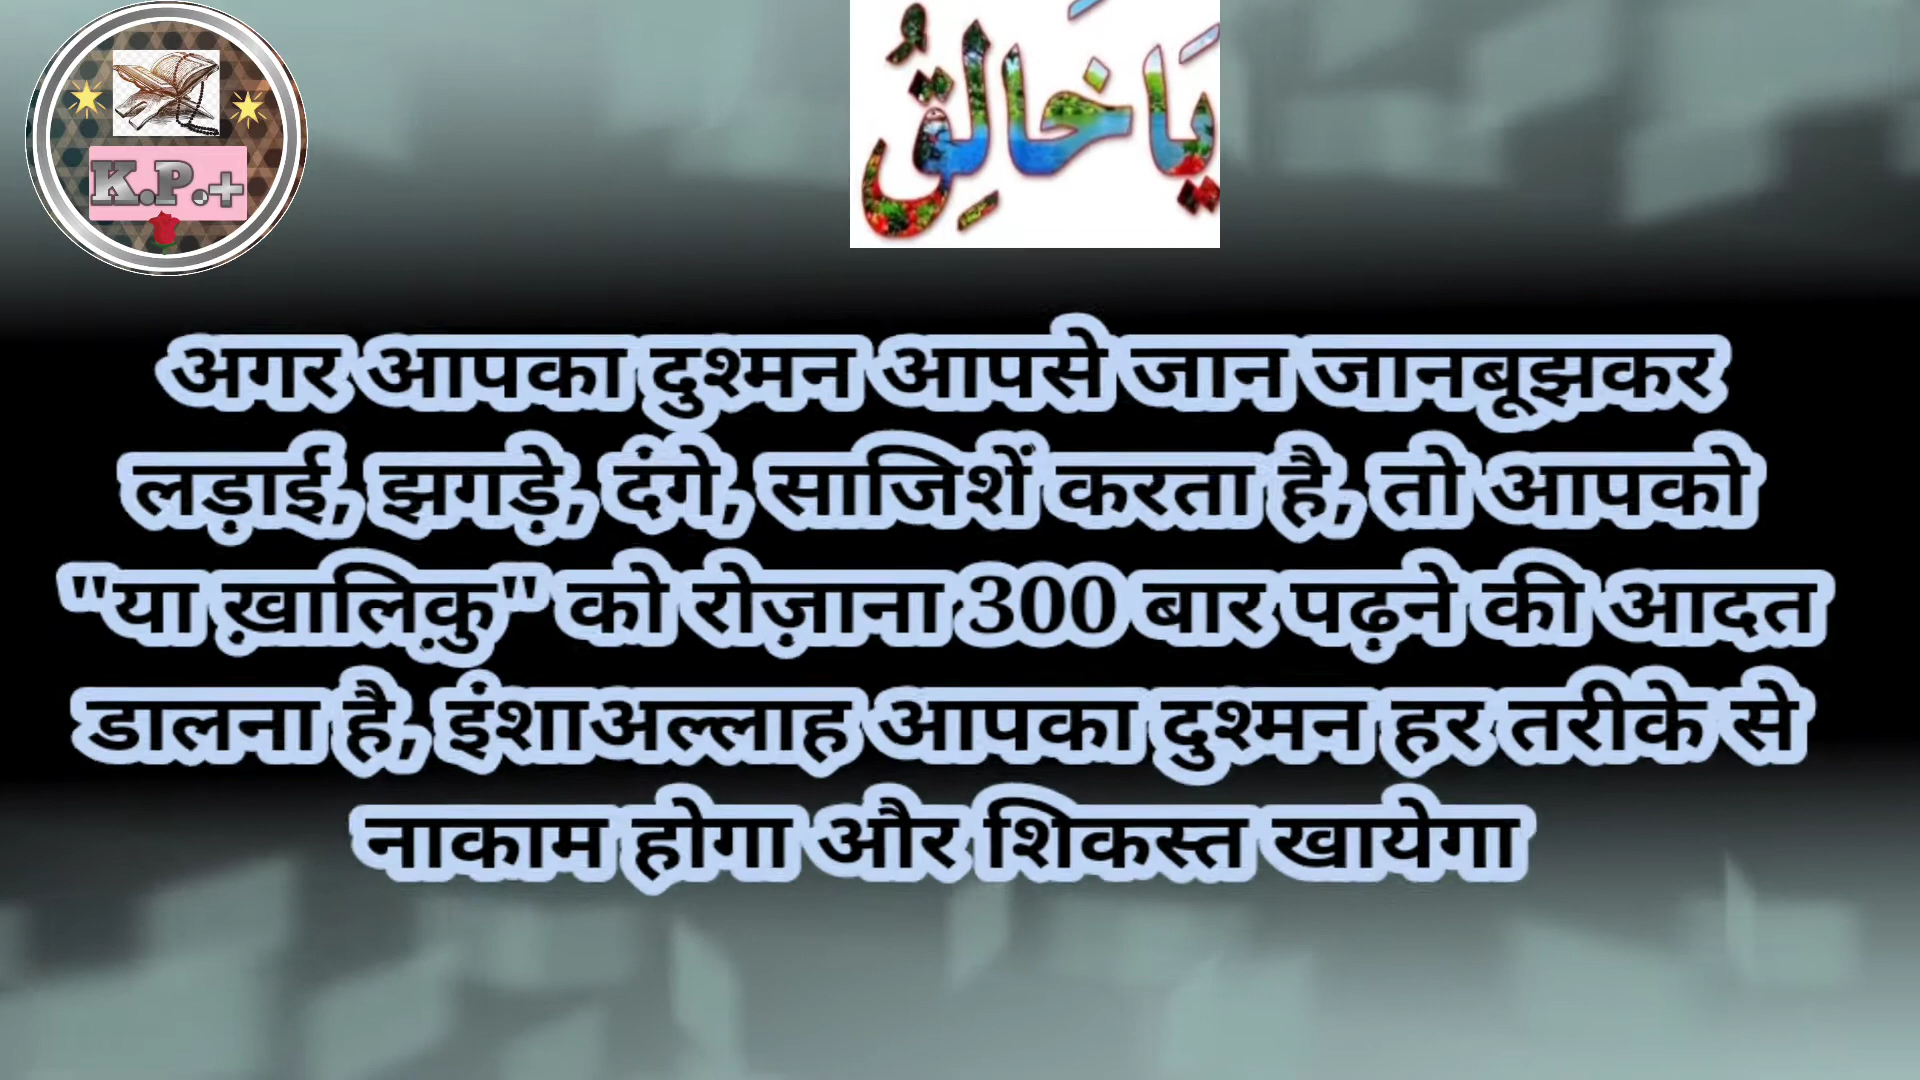 يَا خَالِقُ
K.P.+
अगर आपका दुश्मन आपसे जान जानबूझकर
लड़ाई, झगड़े, दंगे, साजिशें करता है, तो आपको
"या ख़ालिक़ु" को रोज़ाना 300 बार पढ़ने की आदत
डालना है, इंशाअल्लाह आपका दुश्मन हर तरीके से
नाकाम होगा और शिकस्त खायेगा